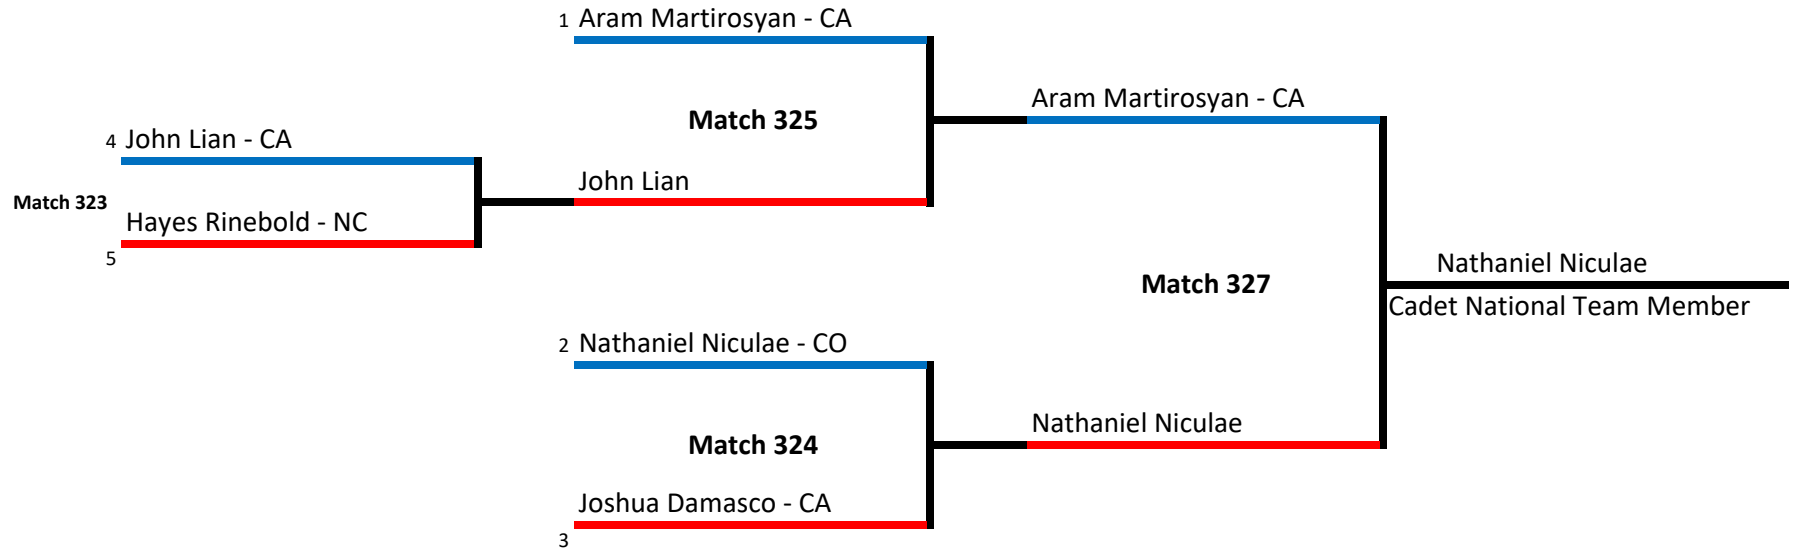 1 Aram Martirosyan - CA
Aram Martirosyan - CA
Match 325
4 John Lian - CA
John Lian
Match 323
Hayes Rinebold - NC
5
Nathaniel Niculae
Match 327
Cadet National Team Member
2 Nathaniel Niculae - CO
Nathaniel Niculae
Match 324
Joshua Damasco - CA
3